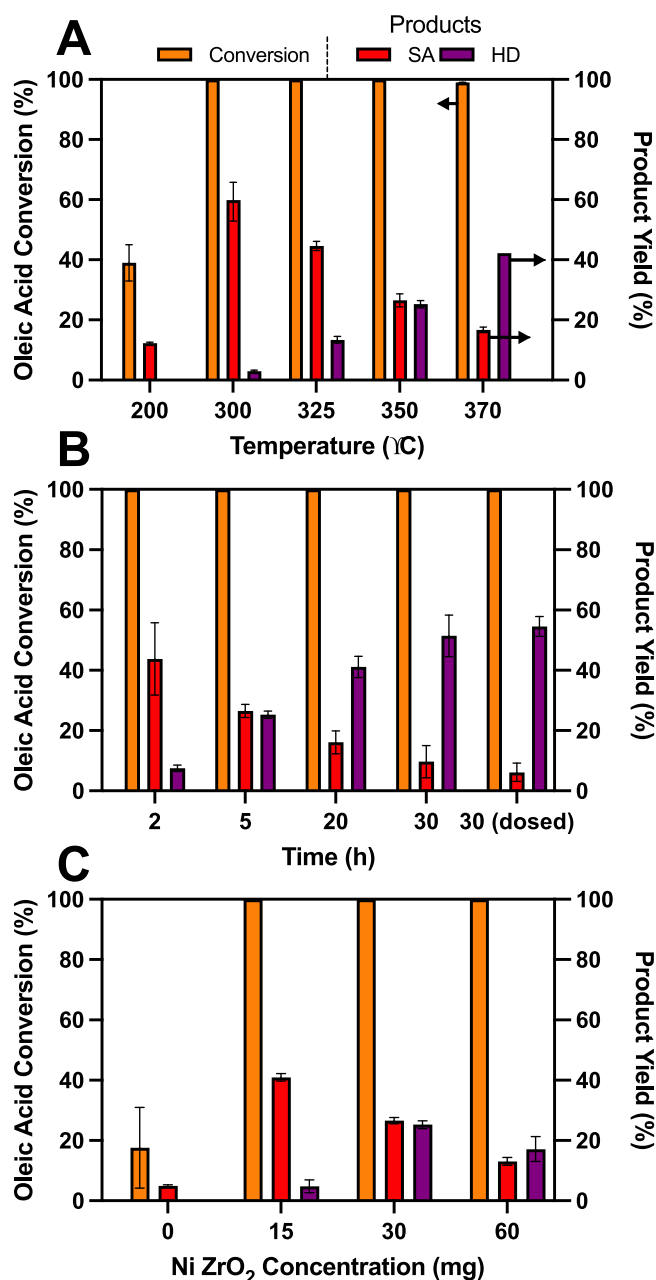 A
Products
Conversion
SA
HD
Oleic Acid Conversion (%)
100
80
60
40
20
0
100
80
60
40
20
0
Product Yield (%)
200
300
325
350
370
Temperature (ϒC)
B
Oleic Acid Conversion (%)
100
80
60
40
20
0
100
80
60
40
20
0
Product Yield (%)
2
5
20
30
30 (dosed)
Time (h)
C
Oleic Acid Conversion (%)
100
80
60
40
20
0
100
80
60
40
20
0
Product Yield (%)
0
15
30
60
Ni ZrO₂ Concentration (mg)